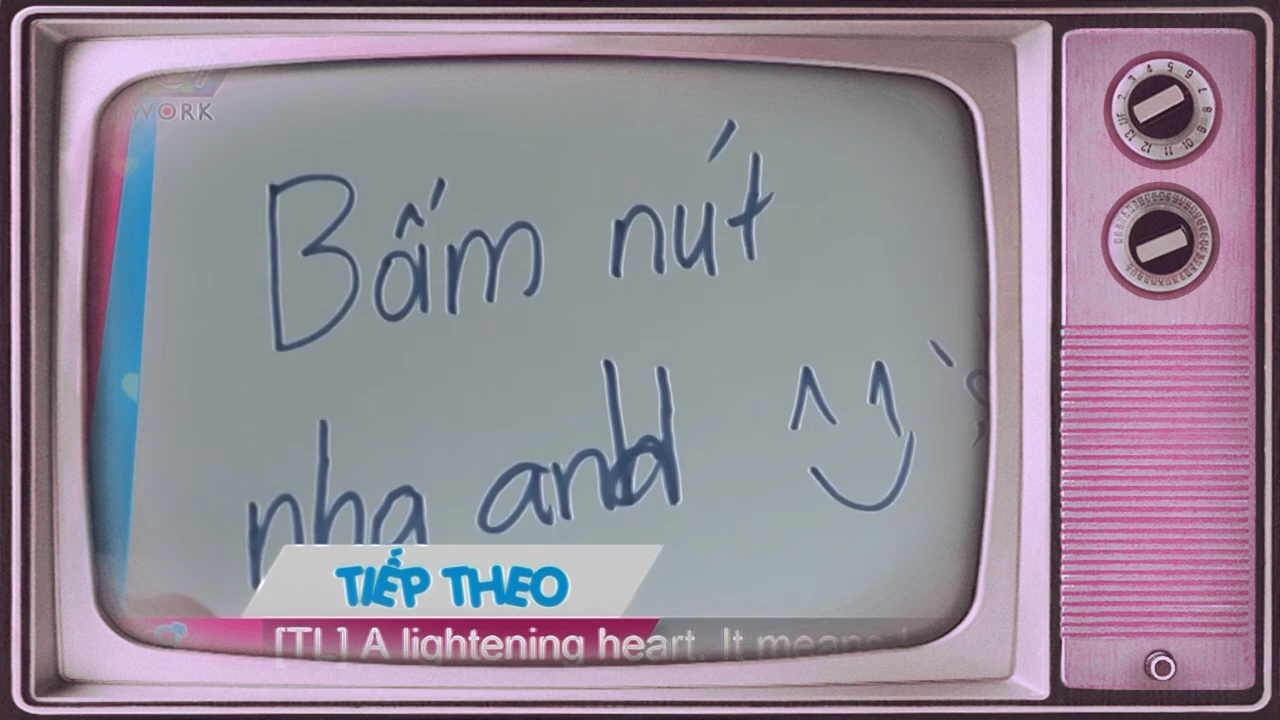 WORK
Bấm nút
nha anh
TIẾP THEO
[TL] A lightening heart. It means